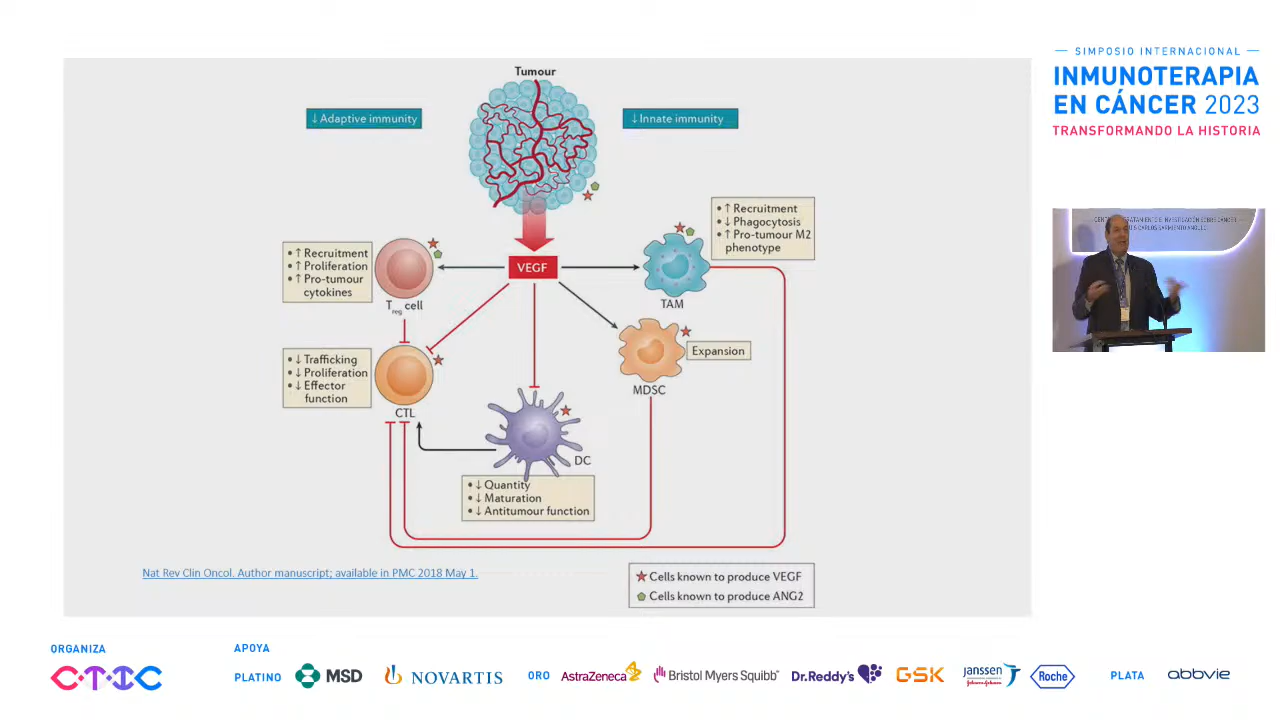 — SIMPOSIO INTERNACIONAL —
INMUNOTERAPIA
EN CÁNCER 2023
TRANSFORMANDO LA HISTORIA
Tumour
↓ Adaptive immunity
↓ Innate immunity
• ↑ Recruitment
• ↓ Phagocytosis
• ↑ Pro-tumour M2
phenotype
• ↑ Recruitment
• ↑ Proliferation
• ↑ Pro-tumour
cytokines
VEGF
Treg cell
TAM
• ↓ Trafficking
• ↓ Proliferation
• ↓ Effector
function
Expansion
MDSC
CTL
DC
• ↓ Quantity
• ↓ Maturation
• ↓ Antitumour function
Nat Rev Clin Oncol. Author manuscript; available in PMC 2018 May 1.
Cells known to produce VEGF
Cells known to produce ANG2
ORGANIZA
CTIC
APOYA
PLATINO
MSD
NOVARTIS
ORO
AstraZeneca
Bristol Myers Squibb
Dr.Reddy's
GSK
Janssen
Roche
PLATA
abbvie